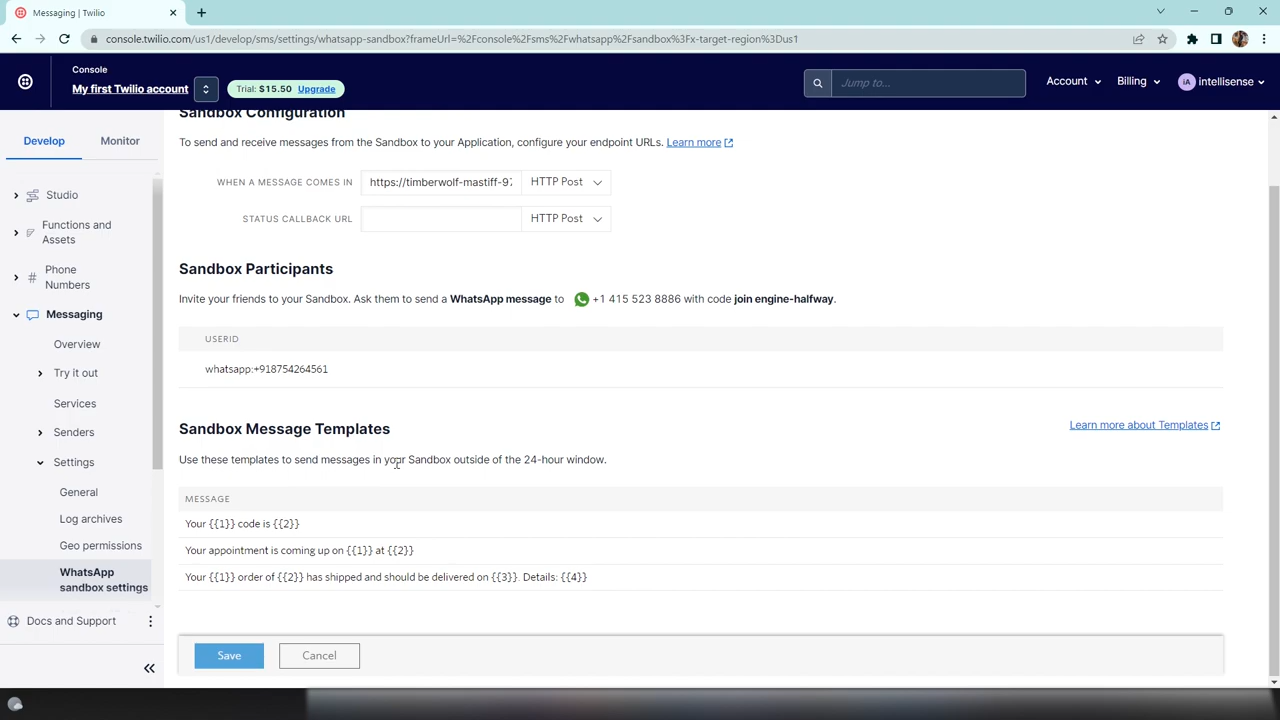 Messaging | Twilio
console.twilio.com/us1/develop/sms/settings/whatsapp-sandbox?frameUrl=%2Fconsole%2Fsms%2Fwhatsapp%2Fsandbox%3Fx-target-region%3Dus1
Console
My first Twilio account
Trial: $15.50 Upgrade
Jump to...
Account
Billing
iA intellisense
Develop
Monitor
Studio
Functions and
Assets
Phone
Numbers
Messaging
Overview
Try it out
Services
Senders
Settings
General
Log archives
Geo permissions
WhatsApp
sandbox settings
Docs and Support
Sandbox Configuration
To send and receive messages from the Sandbox to your Application, configure your endpoint URLs. Learn more
WHEN A MESSAGE COMES IN https://timberwolf-mastiff-97 HTTP Post
STATUS CALLBACK URL HTTP Post
Sandbox Participants
Invite your friends to your Sandbox. Ask them to send a WhatsApp message to +1 415 523 8886 with code join engine-halfway.
USERID
whatsapp:+918754264561
Sandbox Message Templates
Learn more about Templates
Use these templates to send messages in your Sandbox outside of the 24-hour window.
MESSAGE
Your {{1}} code is {{2}}
Your appointment is coming up on {{1}} at {{2}}
Your {{1}} order of {{2}} has shipped and should be delivered on {{3}}. Details: {{4}}
Save
Cancel